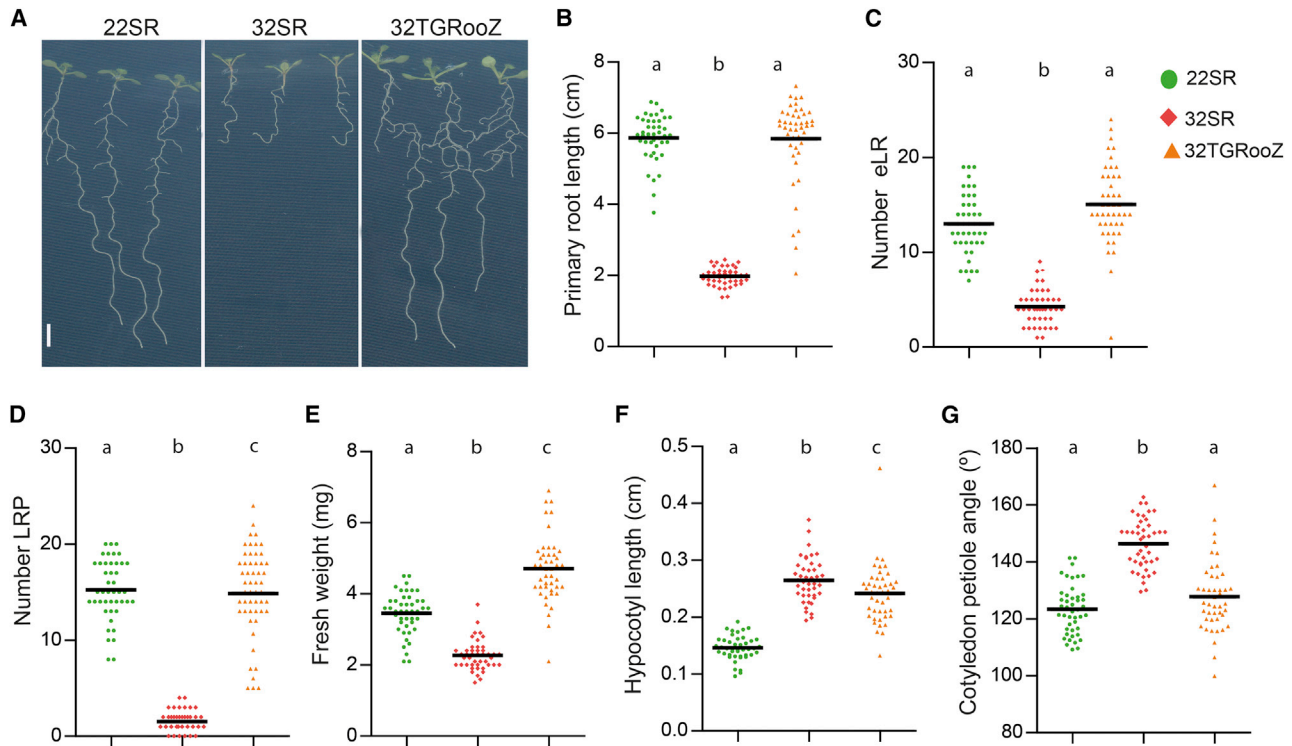 A
22SR 32SR 32TGRooZ
B
Primary root length (cm)
8
6
4
2
0
a b a
C
Number eLR
30
20
10
0
a b a
22SR
32SR
32TGRooZ
D
Number LRP
30
20
10
0
a b c
E
Fresh weight (mg)
8
6
4
2
0
a b c
F
Hypocotyl length (cm)
0.5
0.4
0.3
0.2
0.1
0.0
a b c
G
Cotyledon petiole angle (º)
180
160
140
120
100
80
a b a